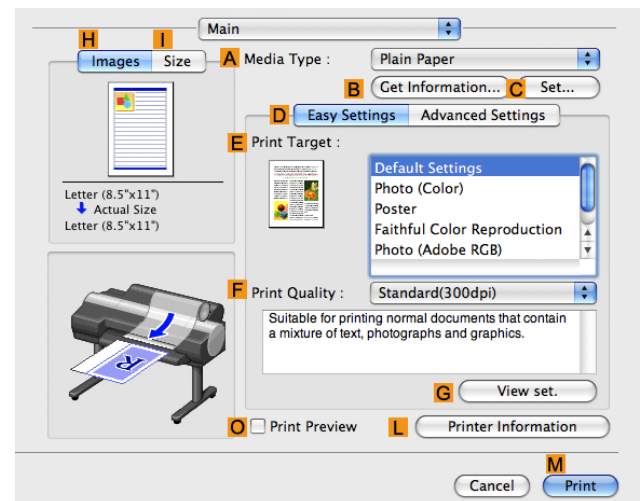 Main
H I
Images Size
A Media Type : Plain Paper
B Get Information... C Set...
D Easy Settings Advanced Settings
E Print Target :
Default Settings
Photo (Color)
Poster
Faithful Color Reproduction
Photo (Adobe RGB)
Letter (8.5"x11")
Actual Size
Letter (8.5"x11")
F Print Quality : Standard(300dpi)
Suitable for printing normal documents that contain
a mixture of text, photographs and graphics.
R
G View set.
O Print Preview L Printer Information
M
Cancel Print